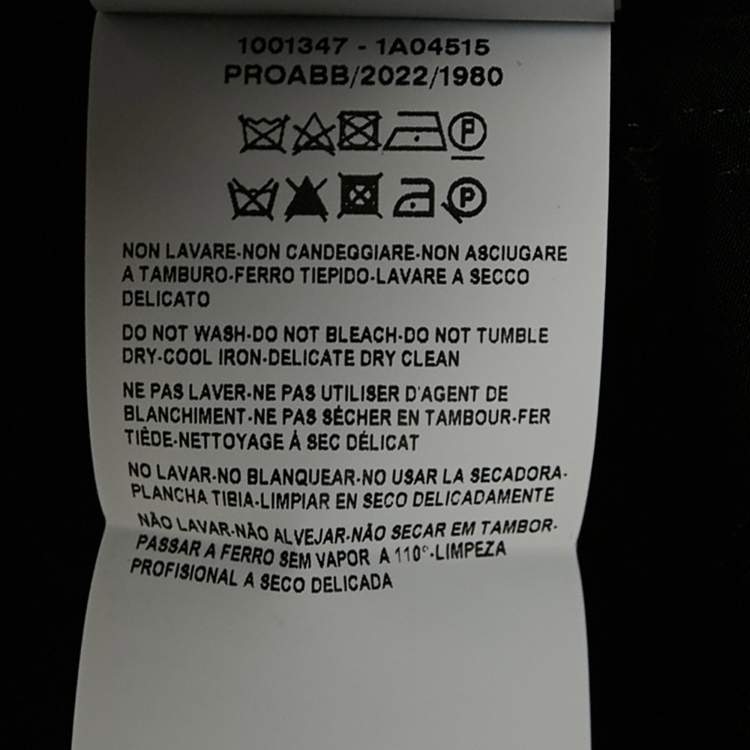 1001347 - 1A04515
PROABB/2022/1980
NON LAVARE-NON CANDEGGIARE-NON ASCIUGARE
A TAMBURO-FERRO TIEPIDO-LAVARE A SECCO
DELICATO
DO NOT WASH-DO NOT BLEACH-DO NOT TUMBLE
DRY-COOL IRON-DELICATE DRY CLEAN
NE PAS LAVER-NE PAS UTILISER D'AGENT DE
BLANCHIMENT-NE PAS SÉCHER EN TAMBOUR-FER
TIÈDE-NETTOYAGE À SEC DÉLICAT
NO LAVAR-NO BLANQUEAR-NO USAR LA SECADORA-
PLANCHA TIBIA-LIMPIAR EN SECO DELICADAMENTE
NÃO LAVAR-NÃO ALVEJAR-NÃO SECAR EM TAMBOR-
PASSAR A FERRO SEM VAPOR A 110°-LIMPEZA
PROFISIONAL A SECO DELICADA